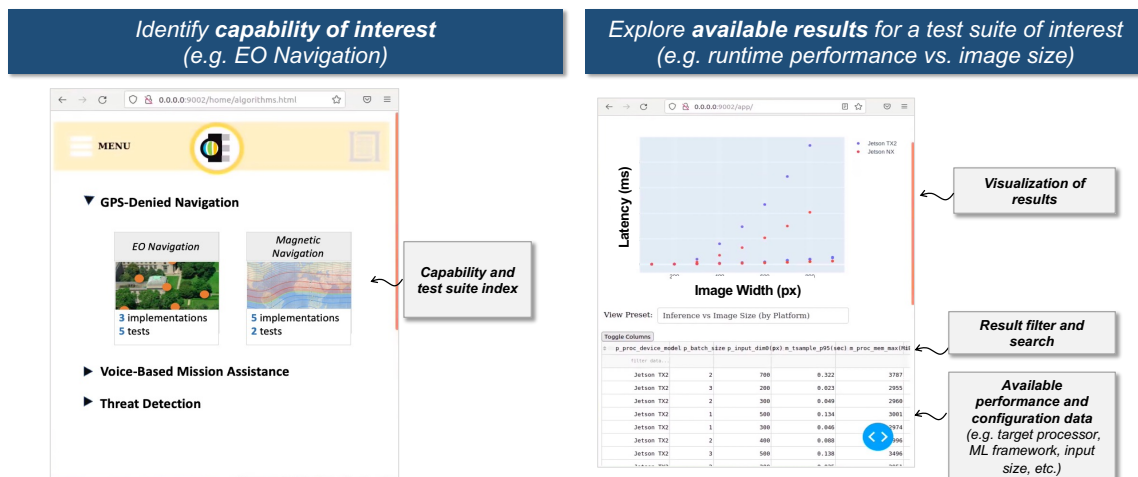 Identify capability of interest
(e.g. EO Navigation)
0.0.0.0:9002/home/algorithms.html
MENU
GPS-Denied Navigation
EO Navigation
3 implementations
5 tests
Magnetic
Navigation
5 implementations
2 tests
Voice-Based Mission Assistance
Threat Detection
Capability and
test suite index
Explore available results for a test suite of interest
(e.g. runtime performance vs. image size)
0.0.0.0:9002/app/
Jetson TX2
Jetson NX
Latency (ms)
Image Width (px)
View Preset: Inference vs Image Size (by Platform)
Toggle Columns
p_proc_device_model p_batch_size p_input_dim0(px) m_tsample_p95(sec) m_proc_mem_max(MiB
filter data...
Jetson TX2 2 700 0.322 3787
Jetson TX2 3 200 0.023 2955
Jetson TX2 2 300 0.049 2960
Jetson TX2 1 500 0.134 3001
Jetson TX2 1 300 0.046 2974
Jetson TX2 2 400 0.088 996
Jetson TX2 3 500 0.138 3496
Visualization of
results
Result filter and
search
Available
performance and
configuration data
(e.g. target processor,
ML framework, input
size, etc.)